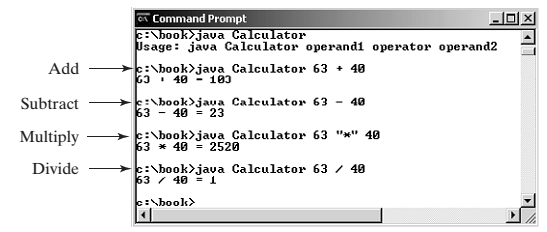 Command Prompt
c:\book>java Calculator
Usage: java Calculator operand1 operator operand2
Add
c:\book>java Calculator 63 + 40
63 + 40 = 103
Subtract
c:\book>java Calculator 63 - 40
63 - 40 = 23
Multiply
c:\book>java Calculator 63 "*" 40
63 * 40 = 2520
Divide
c:\book>java Calculator 63 / 40
63 / 40 = 1
c:\book>